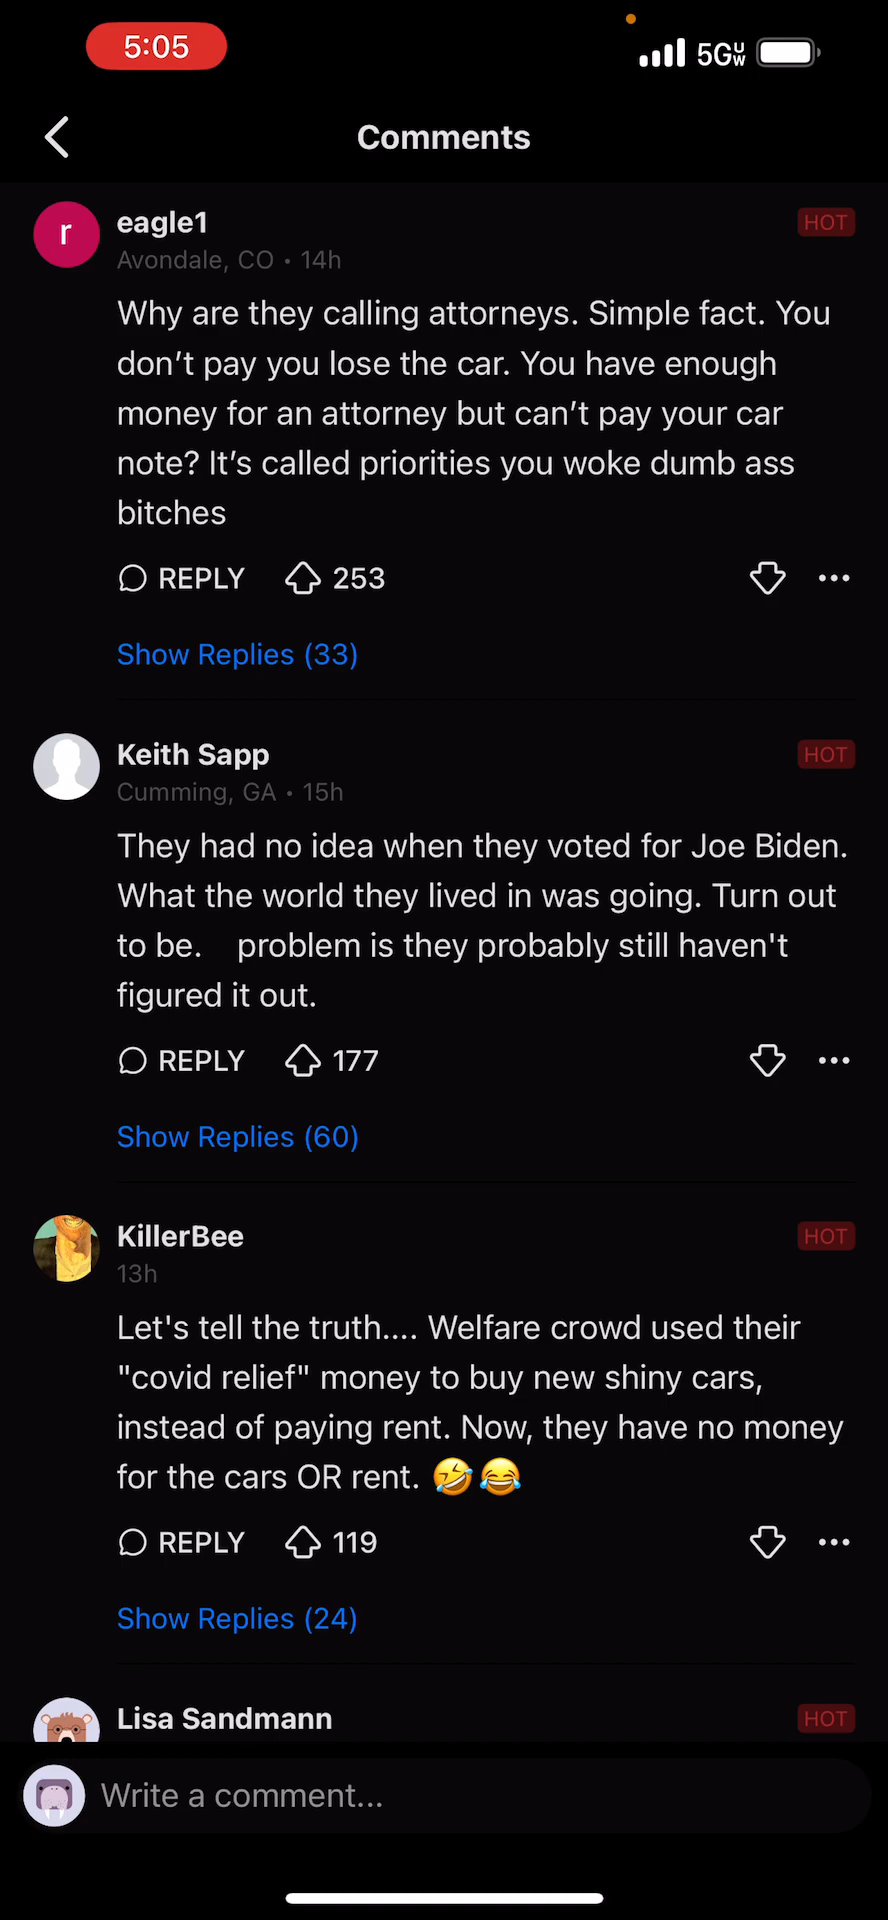 5:05
5G UW
Comments
r
eagle1
HOT
Avondale, CO • 14h
Why are they calling attorneys. Simple fact. You
don’t pay you lose the car. You have enough
money for an attorney but can’t pay your car
note? It’s called priorities you woke dumb ass
bitches
REPLY 253
Show Replies (33)
Keith Sapp
HOT
Cumming, GA • 15h
They had no idea when they voted for Joe Biden.
What the world they lived in was going. Turn out
to be.    problem is they probably still haven't
figured it out.
REPLY 177
Show Replies (60)
KillerBee
HOT
13h
Let's tell the truth.... Welfare crowd used their
"covid relief" money to buy new shiny cars,
instead of paying rent. Now, they have no money
for the cars OR rent. 🤣😂
REPLY 119
Show Replies (24)
Lisa Sandmann
HOT
Write a comment...